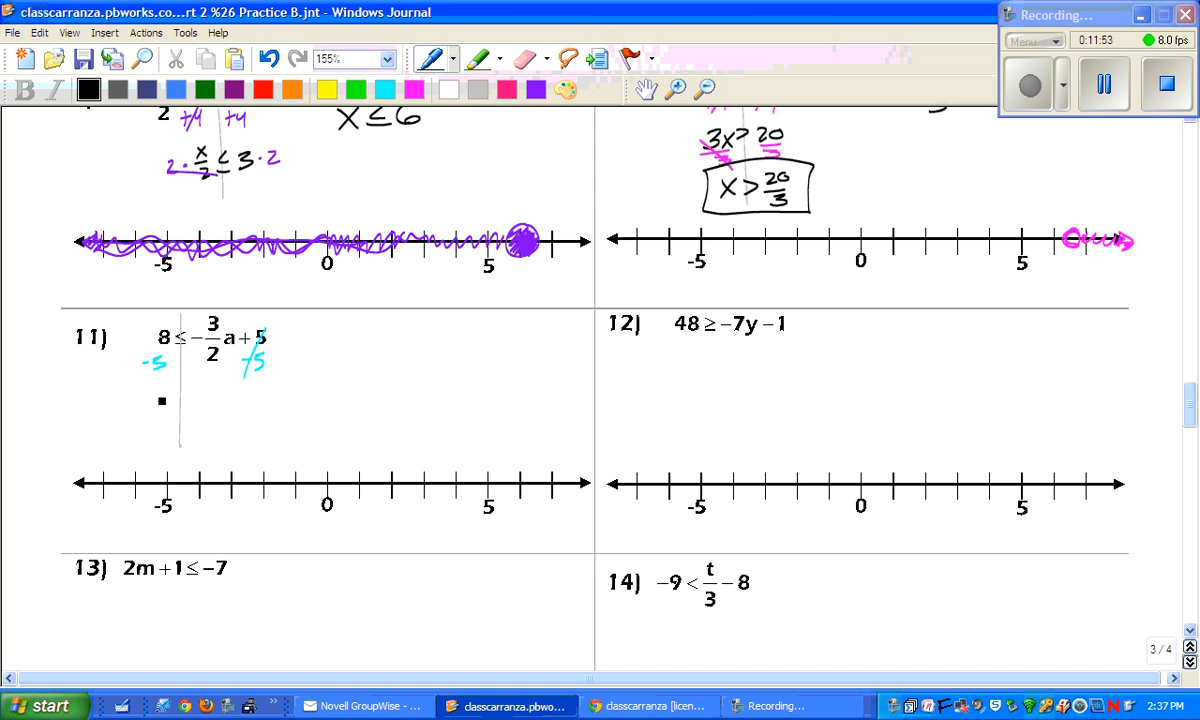 classcarranza.pbworks.co...rt 2 %26 Practice B.jnt - Windows Journal
Recording...
File Edit View Insert Actions Tools Help
Menu 0:11:53 8.0 fps
155%
B I
2 +4 +4 x ≤ 6
2 · x/2 ≤ 3 · 2
3x > 20
3 3
x > 20/3
-5 0 5
-5 0 5
11) 8 ≤ -3/2 a + 5
-5 -5
12) 48 ≥ -7y - 1
-5 0 5
-5 0 5
13) 2m + 1 ≤ -7
14) -9 < t/3 - 8
3 / 4
start
Novell GroupWise - ...
classcarranza.pbwo...
classcarranza [licen...
Recording...
2:37 PM